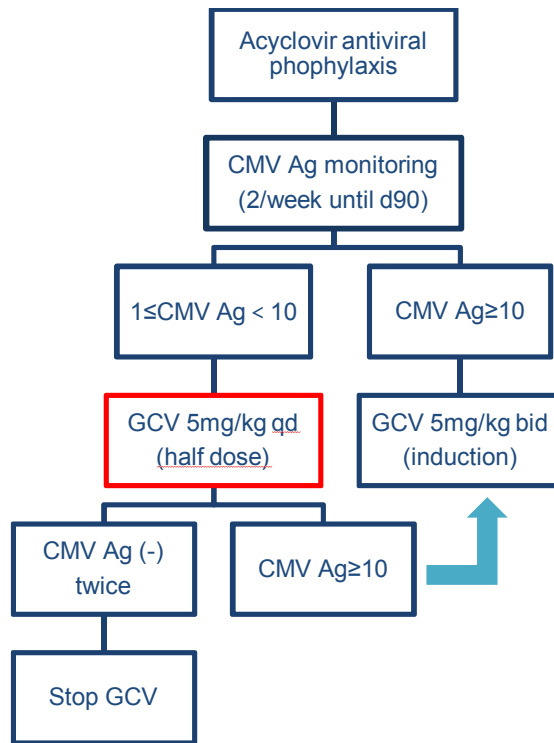 Acyclovir antiviral
phophylaxis
CMV Ag monitoring
(2/week until d90)
1≤CMV Ag < 10
CMV Ag≥10
GCV 5mg/kg qd
(half dose)
GCV 5mg/kg bid
(induction)
CMV Ag (-)
twice
CMV Ag≥10
Stop GCV